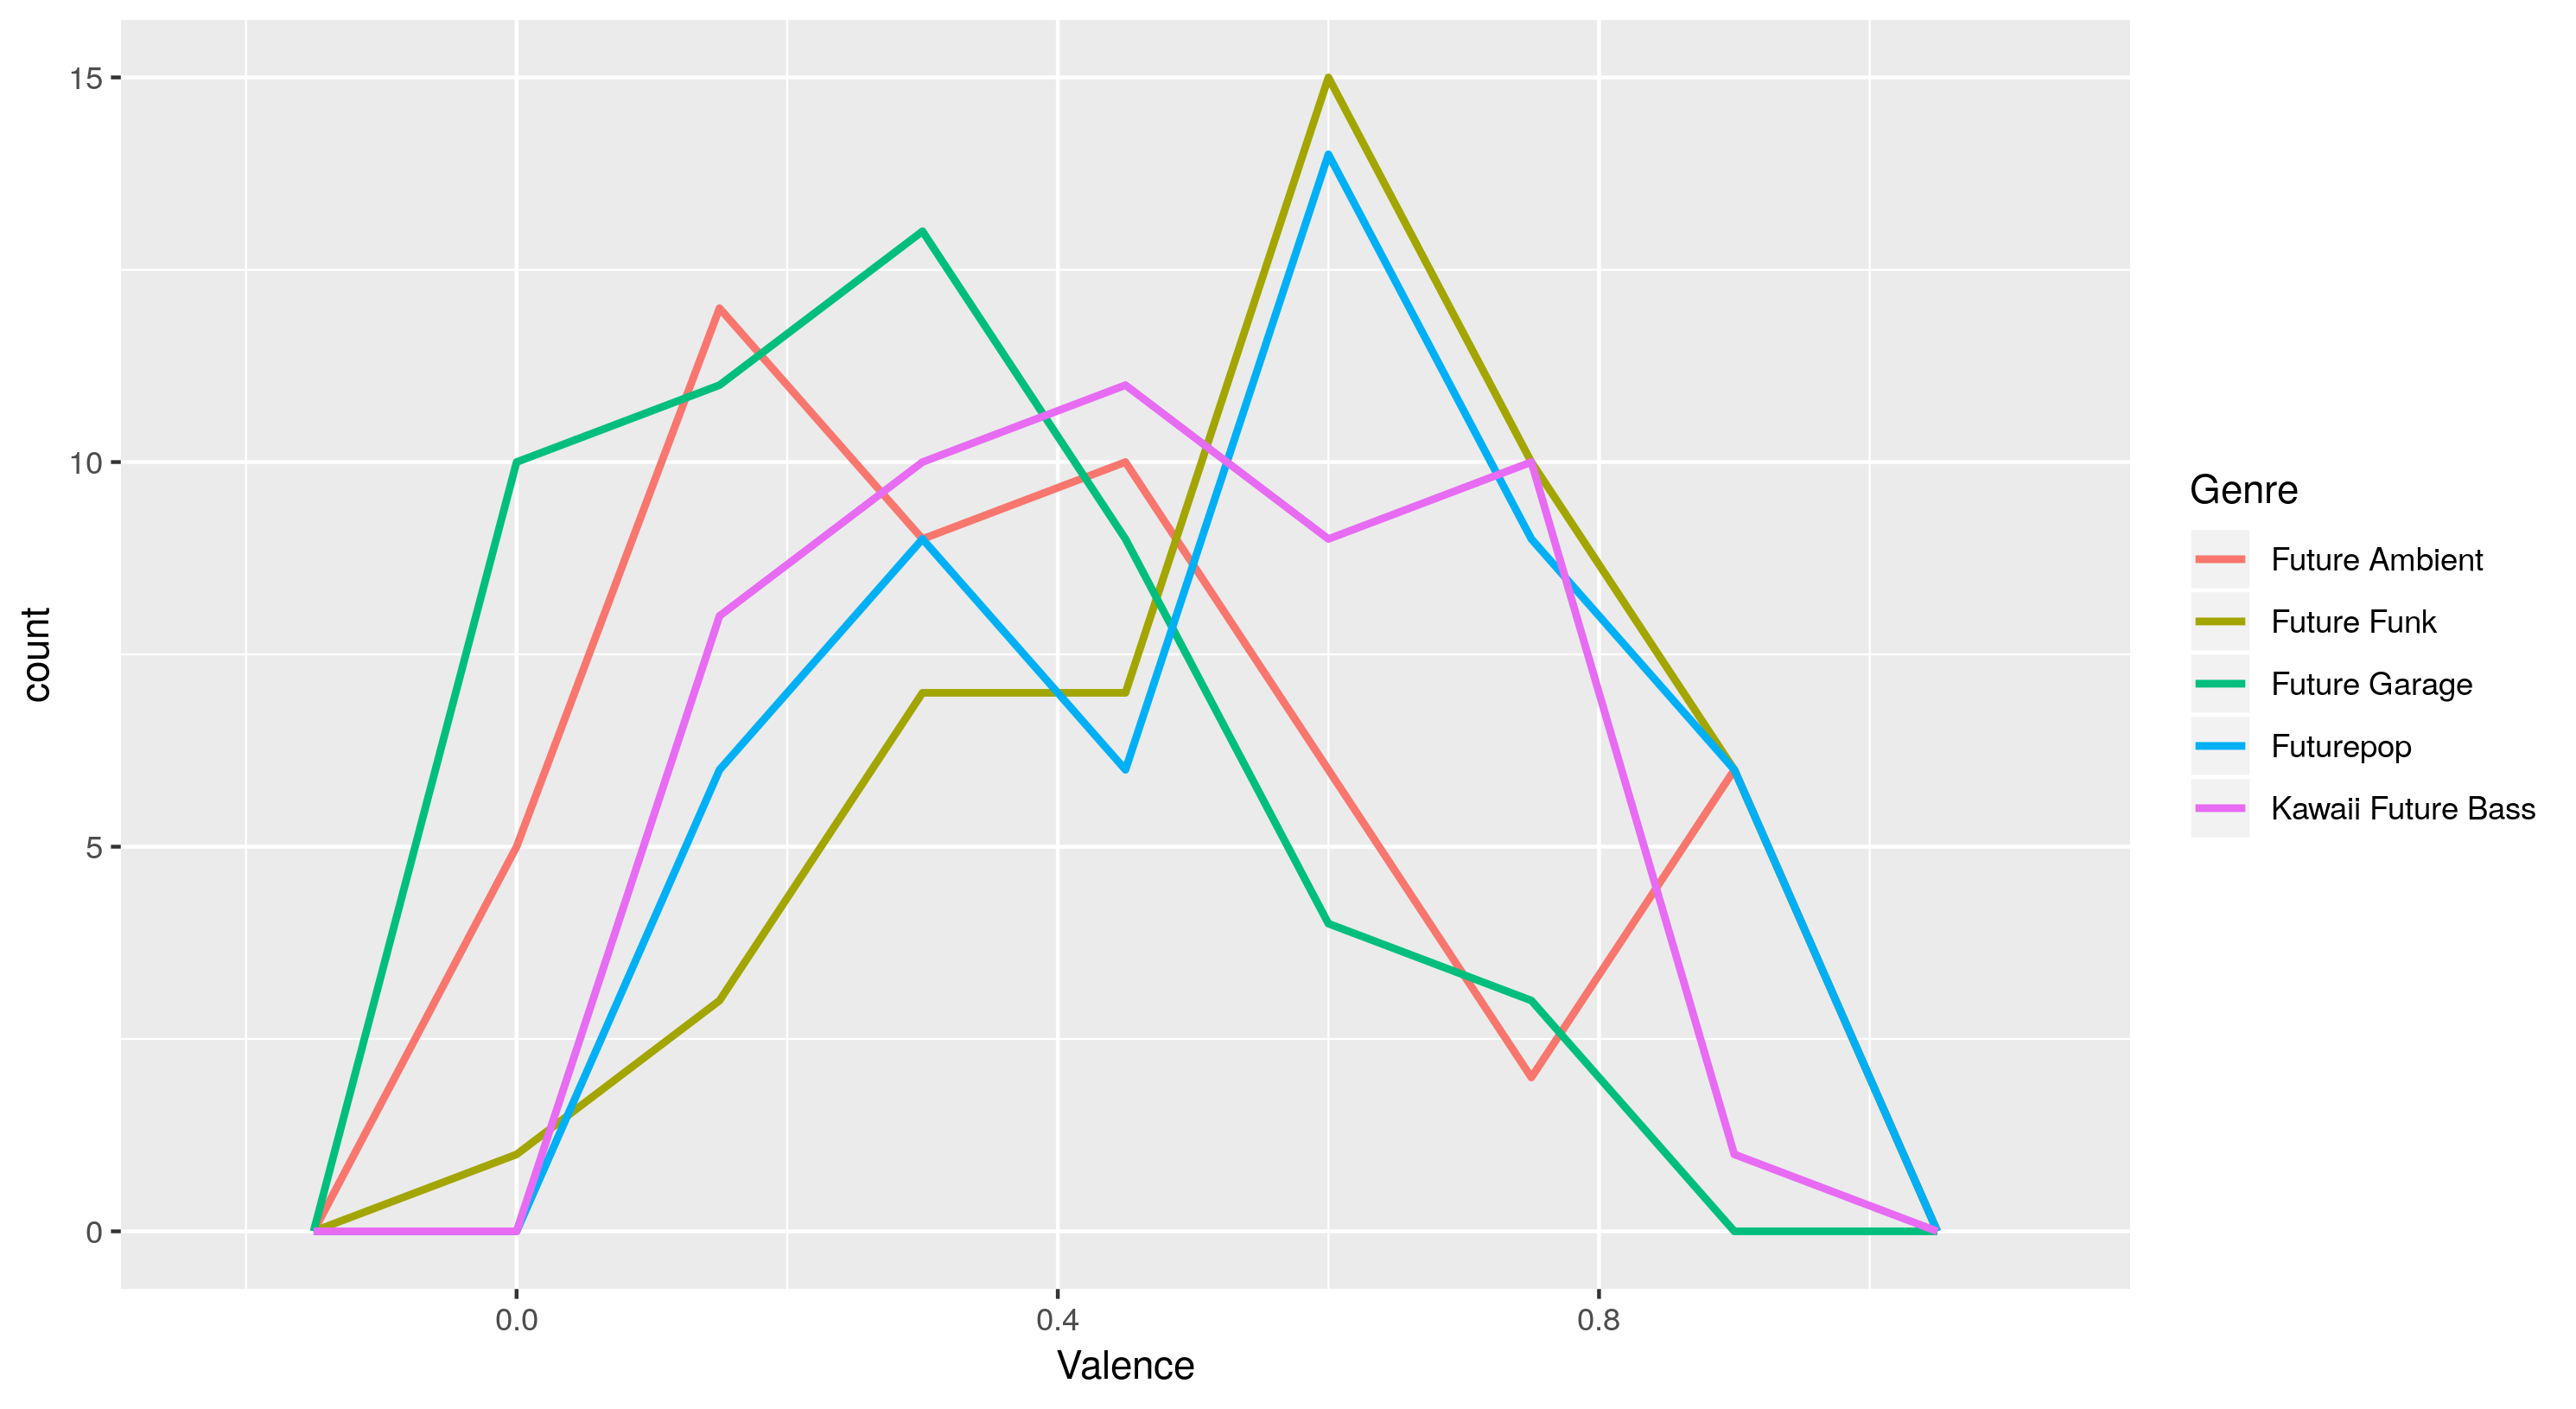 15
10
5
0
count
0.0
0.4
0.8
Valence
Genre
Future Ambient
Future Funk
Future Garage
Futurepop
Kawaii Future Bass